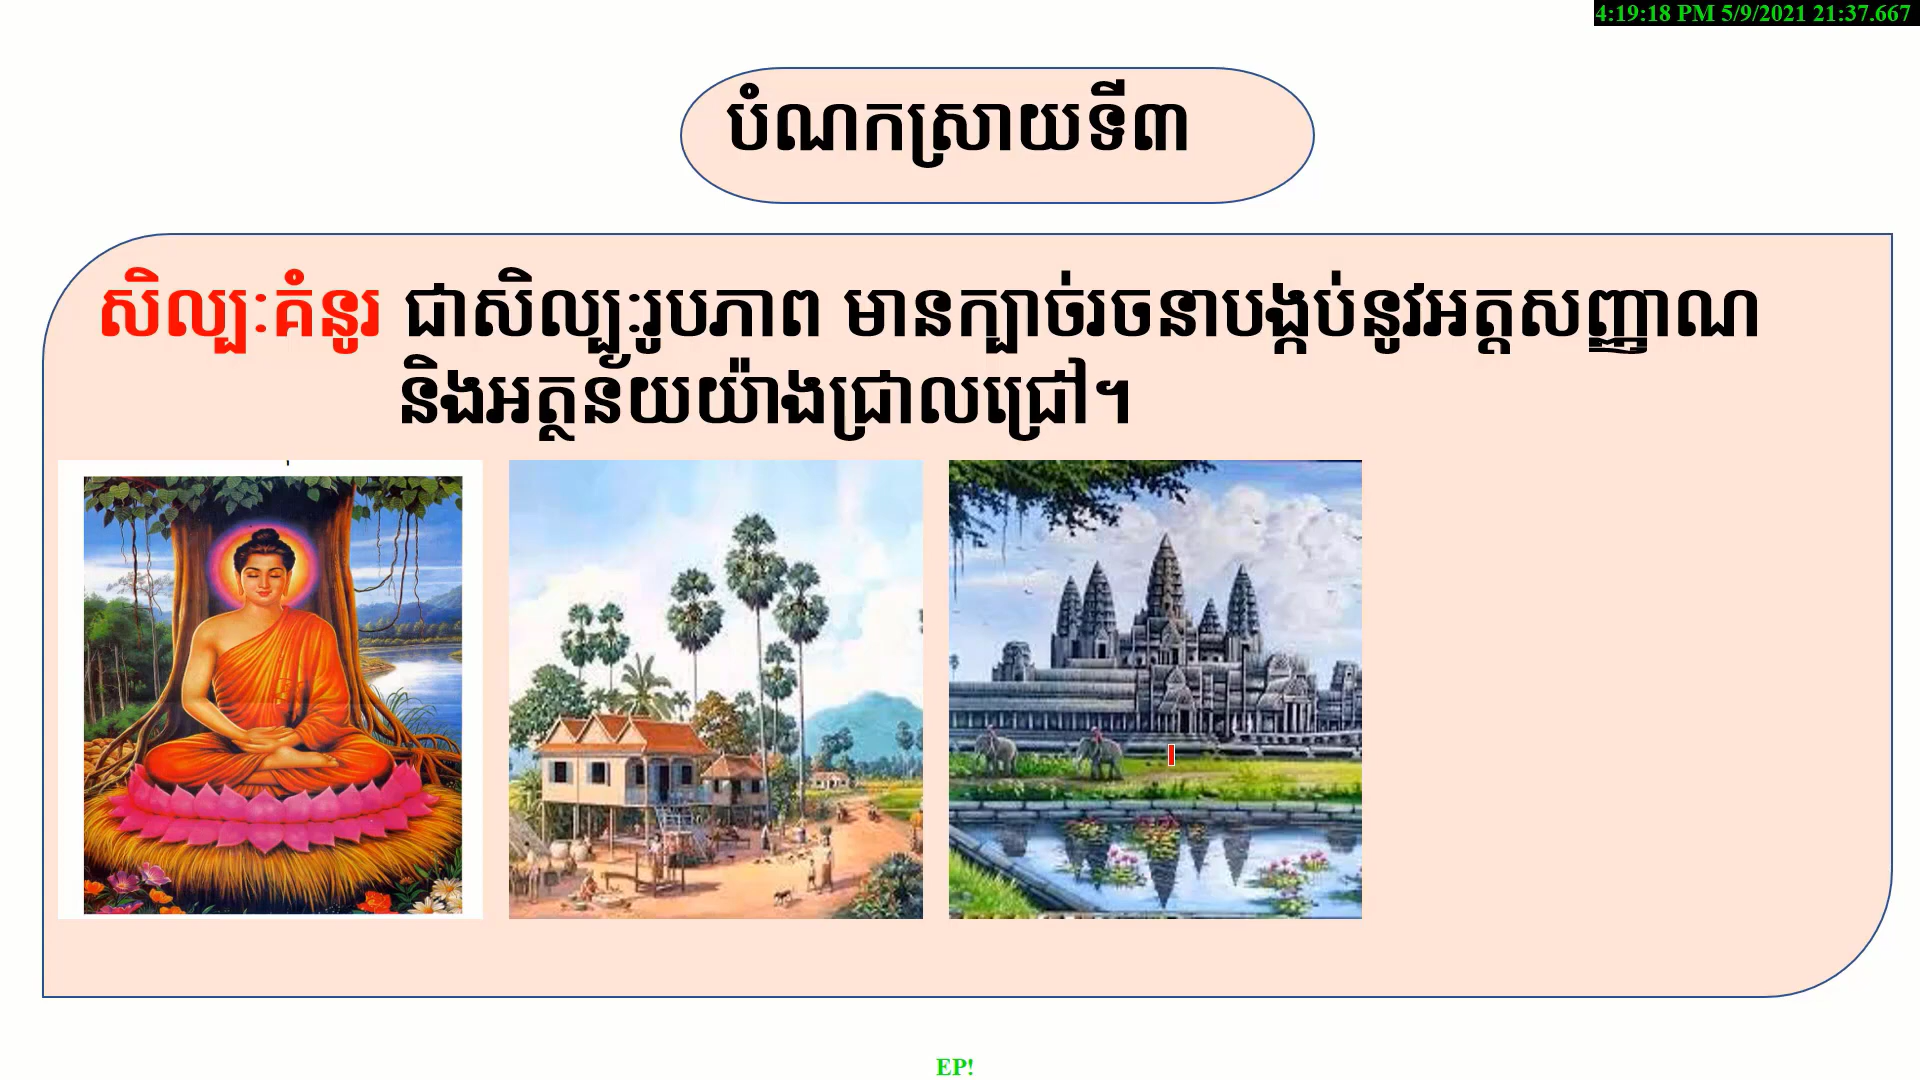 4:19:18 PM 5/9/2021 21:37.667
បំណកស្រាយទី៣
សិល្បៈគំនូរ ជាសិល្បៈរូបភាព មានក្បាច់រចនាបង្កប់នូវអត្តសញ្ញាណ
និងអត្ថន័យយ៉ាងជ្រាលជ្រៅ។
EP!